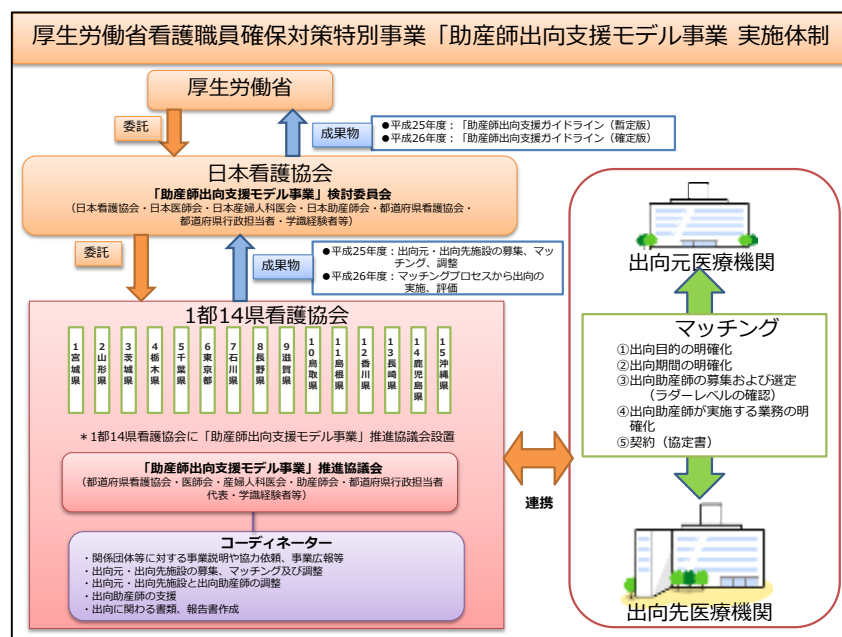 厚生労働省看護職員確保対策特別事業「助産師出向支援モデル事業 実施体制
厚生労働省
委託
成果物
●平成25年度:「助産師出向支援ガイドライン(暫定版)
●平成26年度:「助産師出向支援ガイドライン(確定版)
日本看護協会
「助産師出向支援モデル事業」検討委員会
(日本看護協会・日本医師会・日本産婦人科医会・日本助産師会・都道府県看護協会・
都道府県行政担当者・学識経験者等)
委託
成果物
●平成25年度:出向元・出向先施設の募集、マッ
チング、調整
●平成26年度:マッチングプロセスから出向の
実施、評価
1都14県看護協会
1宮城県
2山形県
3茨城県
4栃木県
5千葉県
6東京都
7石川県
8長野県
9滋賀県
10鳥取県
11島根県
12香川県
13長崎県
14鹿児島県
15沖縄県
*1都14県看護協会に「助産師出向支援モデル事業」推進協議会設置
「助産師出向支援モデル事業」推進協議会
(都道府県看護協会・医師会・産婦人科医会・助産師会・都道府県行政担当者
代表・学識経験者等)
コーディネーター
・関係団体等に対する事業説明や協力依頼、事業広報等
・出向元・出向先施設の募集、マッチング及び調整
・出向元・出向先施設と出向助産師の調整
・出向助産師の支援
・出向に関わる書類、報告書作成
連携
出向元医療機関
マッチング
①出向目的の明確化
②出向期間の明確化
③出向助産師の募集および選定
(ラダーレベルの確認)
④出向助産師が実施する業務の明
確化
⑤契約(協定書)
出向先医療機関